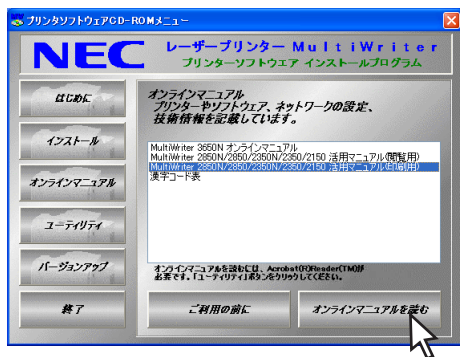 プリンタソフトウェアCD-ROMメニュー
NEC
レーザープリンター MultiWriter
プリンターソフトウエア インストールプログラム
はじめに
インストール
オンラインマニュアル
ユーティリティ
バージョンアップ
終了
オンラインマニュアル
プリンターやソフトウェア、ネットワークの設定、
技術情報を記載しています。
MultiWriter 3650N オンラインマニュアル
MultiWriter 2850N/2850/2350N/2350/2150 活用マニュアル(閲覧用)
MultiWriter 2850N/2850/2350N/2350/2150 活用マニュアル(印刷用)
漢字コード表
オンラインマニュアルを読むには、Acrobat(R)Reader(TM)が
必要です。「ユーティリティ」ボタンをクリックしてください。
ご利用の前に
オンラインマニュアルを読む